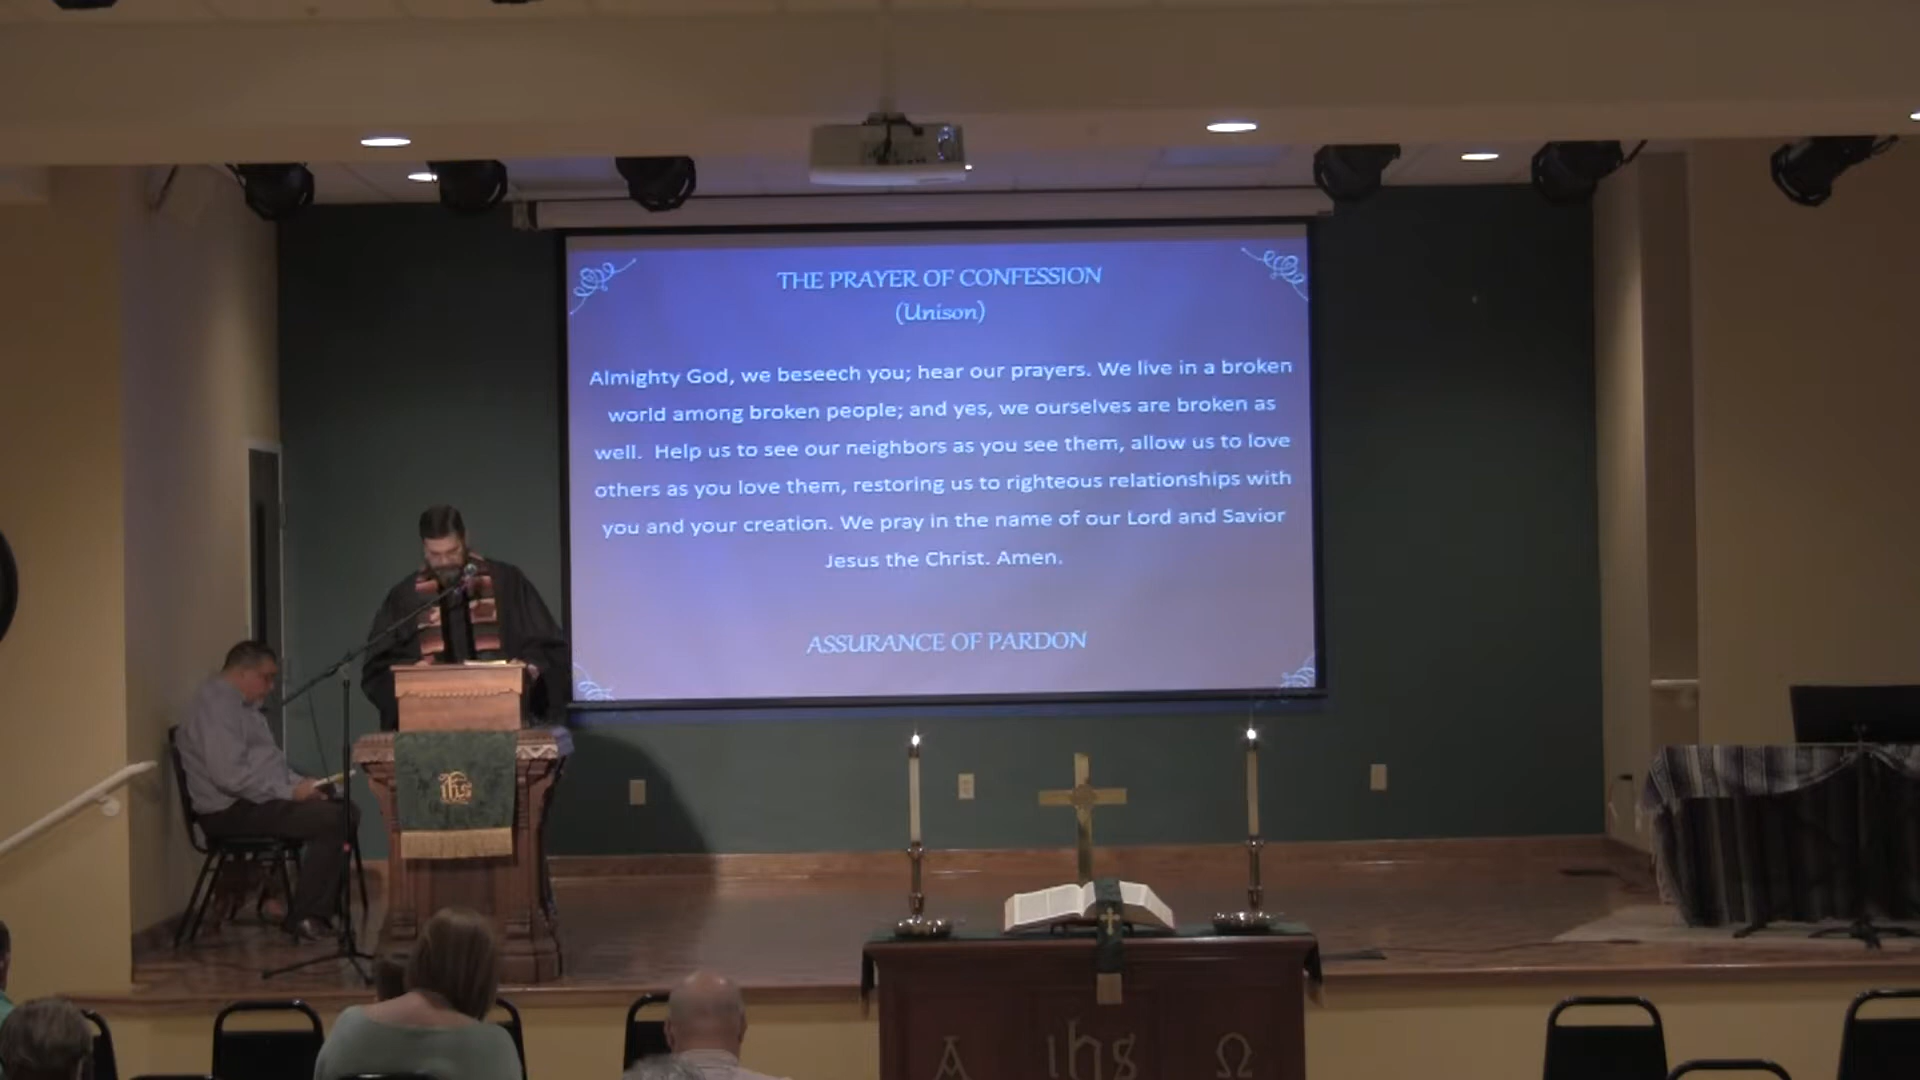 THE PRAYER OF CONFESSION
(Unison)
Almighty God, we beseech you; hear our prayers. We live in a broken
world among broken people; and yes, we ourselves are broken as
well.  Help us to see our neighbors as you see them, allow us to love
others as you love them, restoring us to righteous relationships with
you and your creation. We pray in the name of our Lord and Savior
Jesus the Christ. Amen.
ASSURANCE OF PARDON
ihs
Α ihs Ω